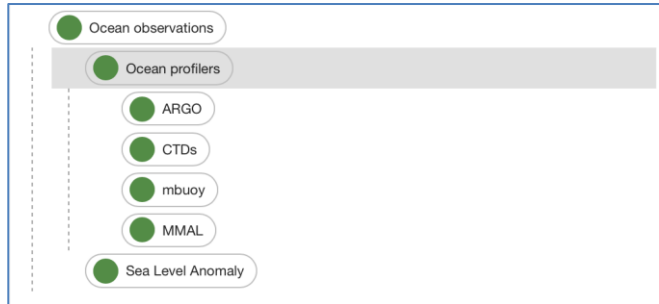 Ocean observations
Ocean profilers
ARGO
CTDs
mbuoy
MMAL
Sea Level Anomaly